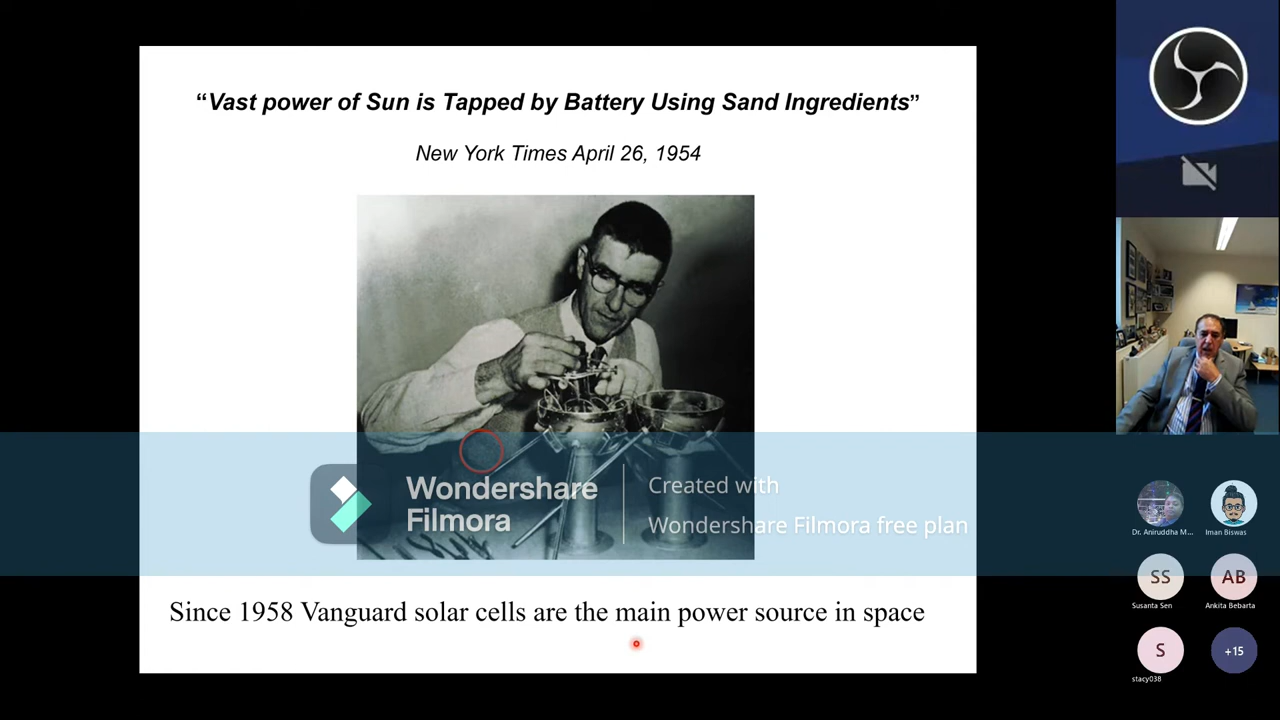 “Vast power of Sun is Tapped by Battery Using Sand Ingredients”
New York Times April 26, 1954
Wondershare
Filmora
Created with
Wondershare Filmora free plan
Since 1958 Vanguard solar cells are the main power source in space
Dr. Aniruddha M...
Iman Biswas
SS
AB
Susanta Sen
Ankita Bebarta
S
+15
stacy038